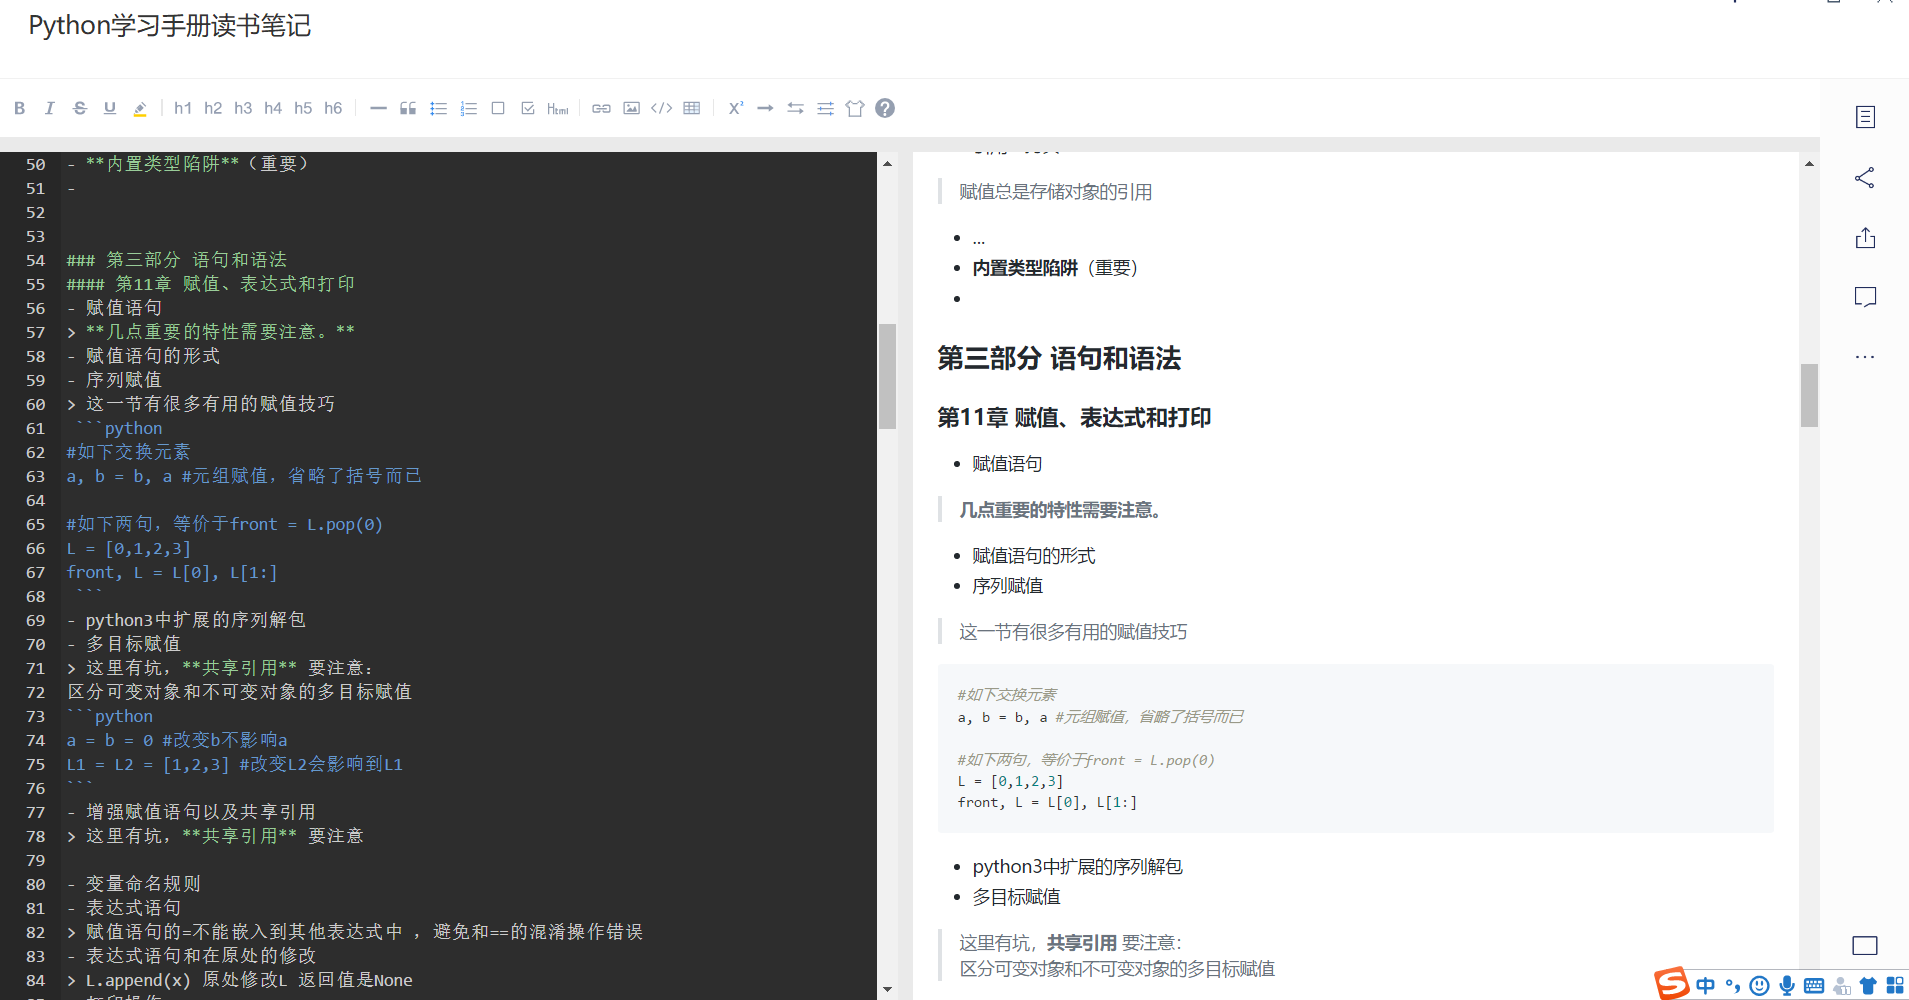 Python学习手册读书笔记
B I S U h1 h2 h3 h4 h5 h6 Html X²
50 - **内置类型陷阱**（重要）
51 -
52
53
54 ### 第三部分 语句和语法
55 #### 第11章 赋值、表达式和打印
56 - 赋值语句
57 > **几点重要的特性需要注意。**
58 - 赋值语句的形式
59 - 序列赋值
60 > 这一节有很多有用的赋值技巧
61 ```python
62 #如下交换元素
63 a, b = b, a #元组赋值，省略了括号而已
64
65 #如下两句，等价于front = L.pop(0)
66 L = [0,1,2,3]
67 front, L = L[0], L[1:]
68 ```
69 - python3中扩展的序列解包
70 - 多目标赋值
71 > 这里有坑，**共享引用** 要注意：
72 区分可变对象和不可变对象的多目标赋值
73 ```python
74 a = b = 0 #改变b不影响a
75 L1 = L2 = [1,2,3] #改变L2会影响到L1
76 ```
77 - 增强赋值语句以及共享引用
78 > 这里有坑，**共享引用** 要注意
79
80 - 变量命名规则
81 - 表达式语句
82 > 赋值语句的=不能嵌入到其他表达式中 ，避免和==的混淆操作错误
83 - 表达式语句和在原处的修改
84 > L.append(x) 原处修改L 返回值是None
赋值总是存储对象的引用
• ...
• 内置类型陷阱（重要）
•
第三部分 语句和语法
第11章 赋值、表达式和打印
• 赋值语句
几点重要的特性需要注意。
• 赋值语句的形式
• 序列赋值
这一节有很多有用的赋值技巧
#如下交换元素
a, b = b, a #元组赋值，省略了括号而已
#如下两句，等价于front = L.pop(0)
L = [0,1,2,3]
front, L = L[0], L[1:]
• python3中扩展的序列解包
• 多目标赋值
这里有坑，共享引用 要注意：
区分可变对象和不可变对象的多目标赋值
S 中